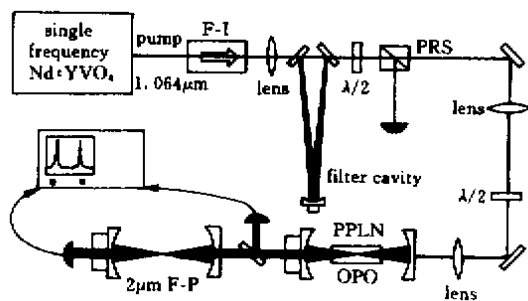 single
frequency
Nd:YVO₄
pump
1.064μm
F-I
lens
λ/2
PRS
lens
filter cavity
λ/2
PPLN
OPO
lens
2μm F-P